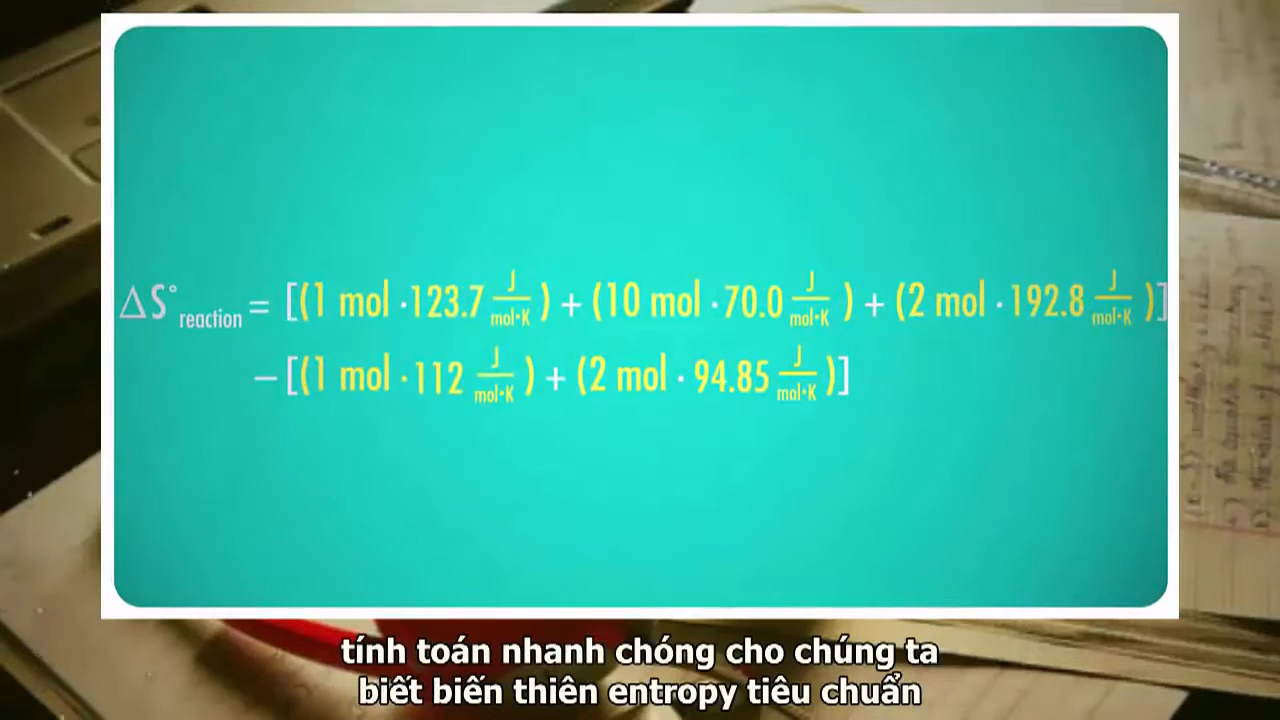 ΔS°reaction = [(1 mol · 123.7 J/mol·K) + (10 mol · 70.0 J/mol·K) + (2 mol · 192.8 J/mol·K)]
– [(1 mol · 112 J/mol·K) + (2 mol · 94.85 J/mol·K)]
tính toán nhanh chóng cho chúng ta
biết biến thiên entropy tiêu chuẩn